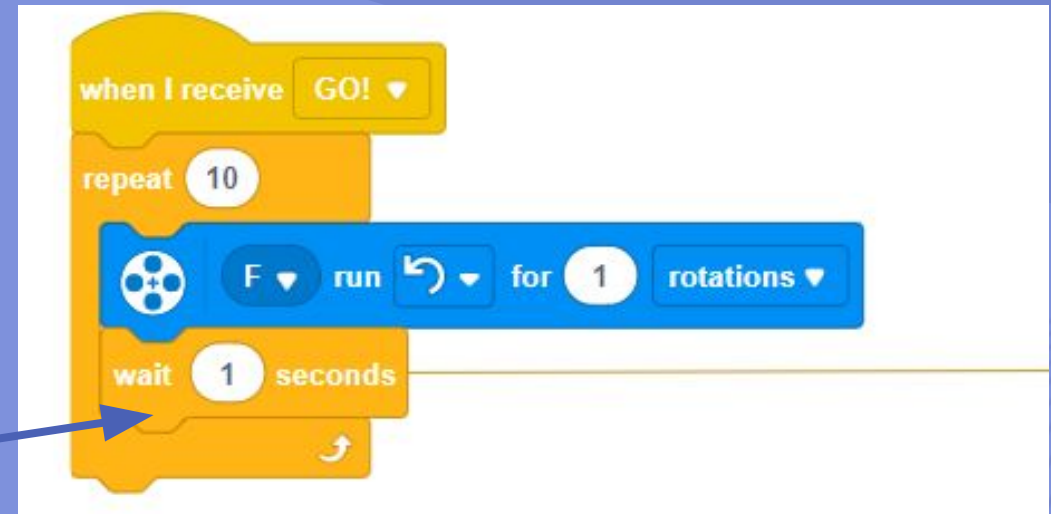 when I receive GO!
repeat 10
F run for 1 rotations
wait 1 seconds